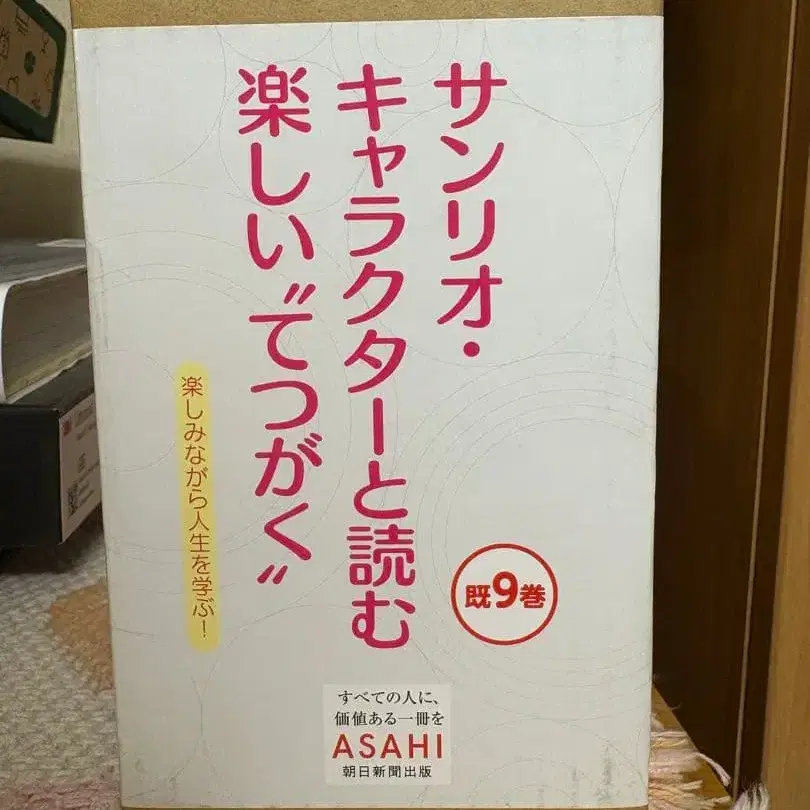 サンリオ・
キャラクターと読む
楽しい〝てつがく〟
楽しみながら人生を学ぶ!
既9巻
すべての人に、
価値ある一冊を
ASAHI
朝日新聞出版